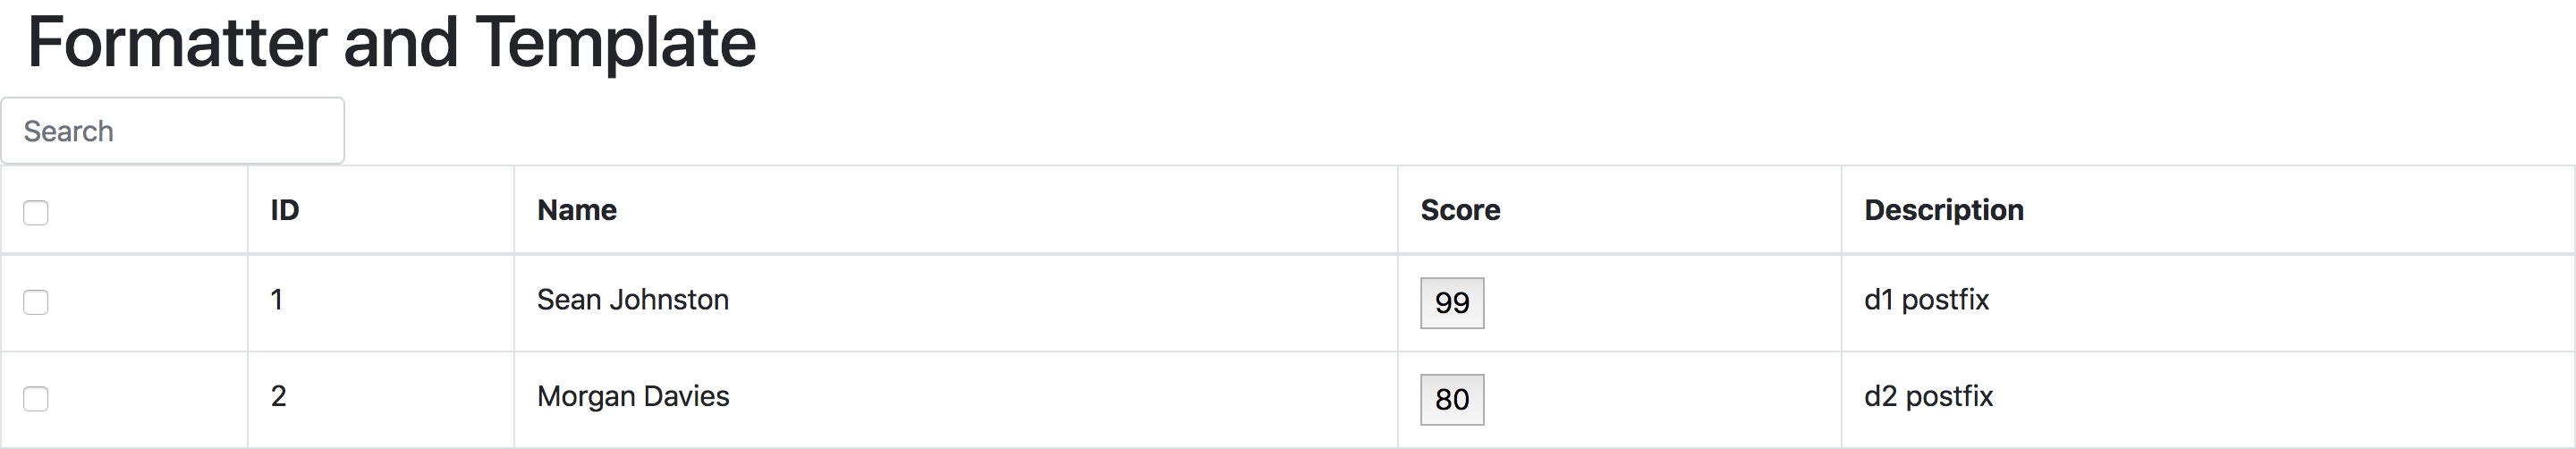 Formatter and Template
Search
ID Name Score Description
1 Sean Johnston 99 d1 postfix
2 Morgan Davies 80 d2 postfix